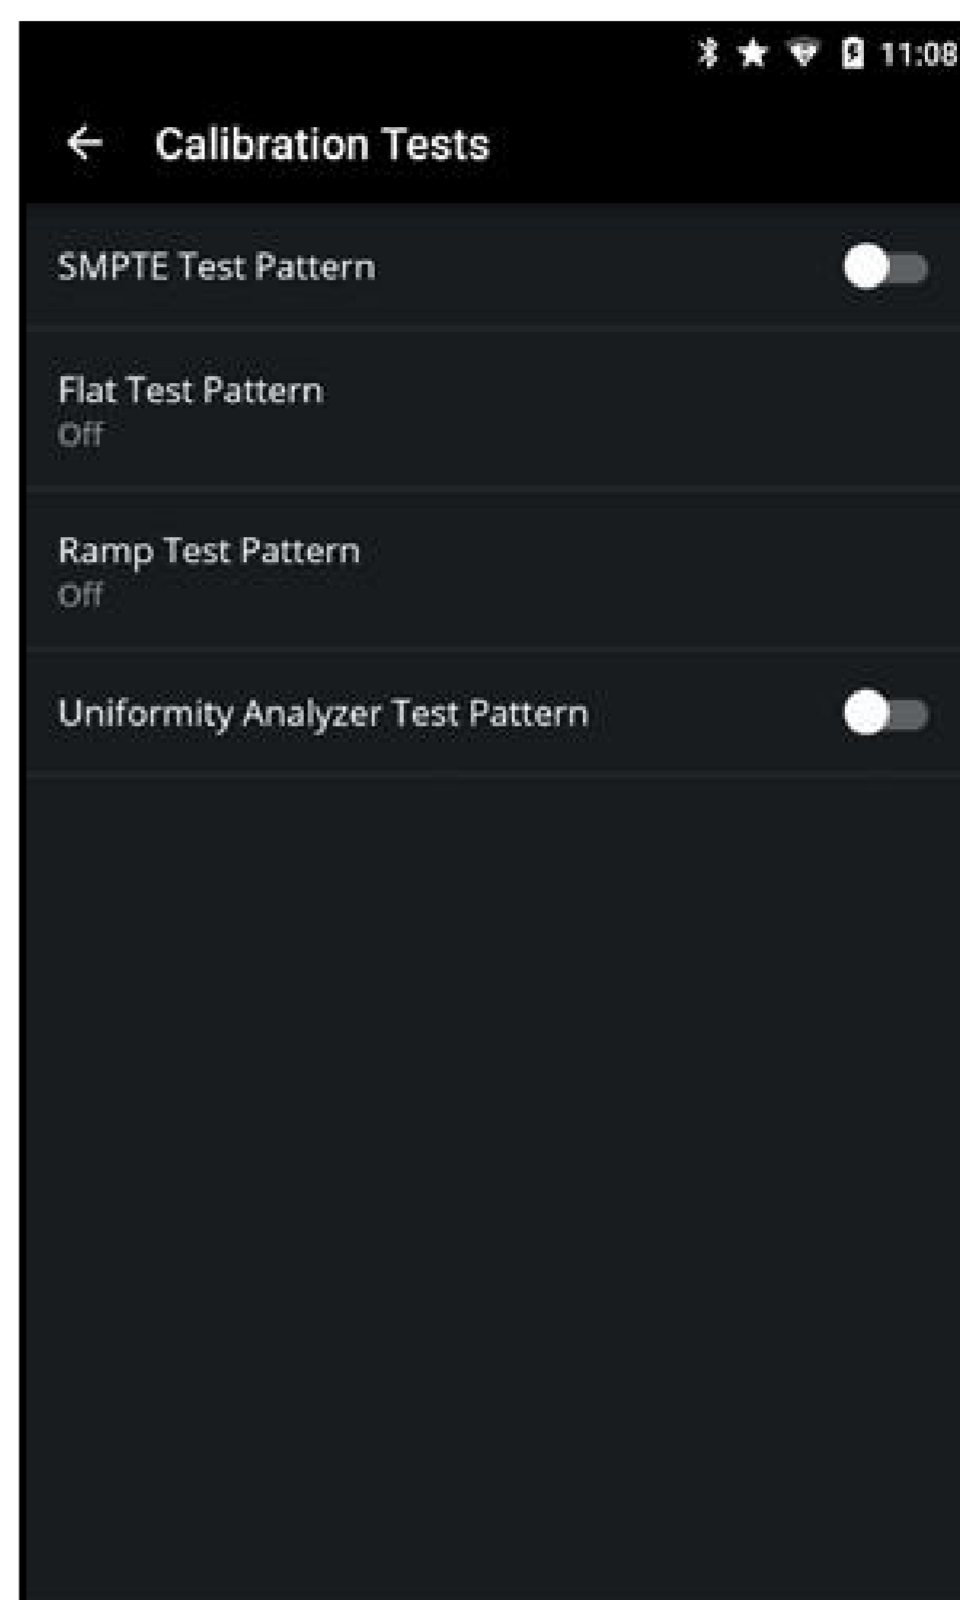 11:08
Calibration Tests
SMPTE Test Pattern
Flat Test Pattern
Off
Ramp Test Pattern
Off
Uniformity Analyzer Test Pattern